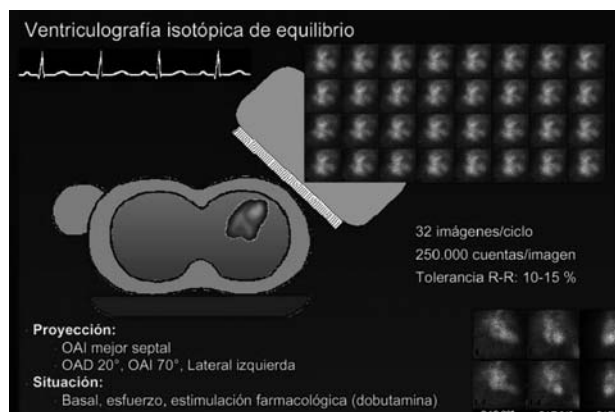 Ventriculografía isotópica de equilibrio
32 imágenes/ciclo
250.000 cuentas/imagen
Tolerancia R-R: 10-15 %
Proyección:
OAI mejor septal
OAD 20°, OAI 70°, Lateral izquierda
Situación:
Basal, esfuerzo, estimulación farmacológica (dobutamina)